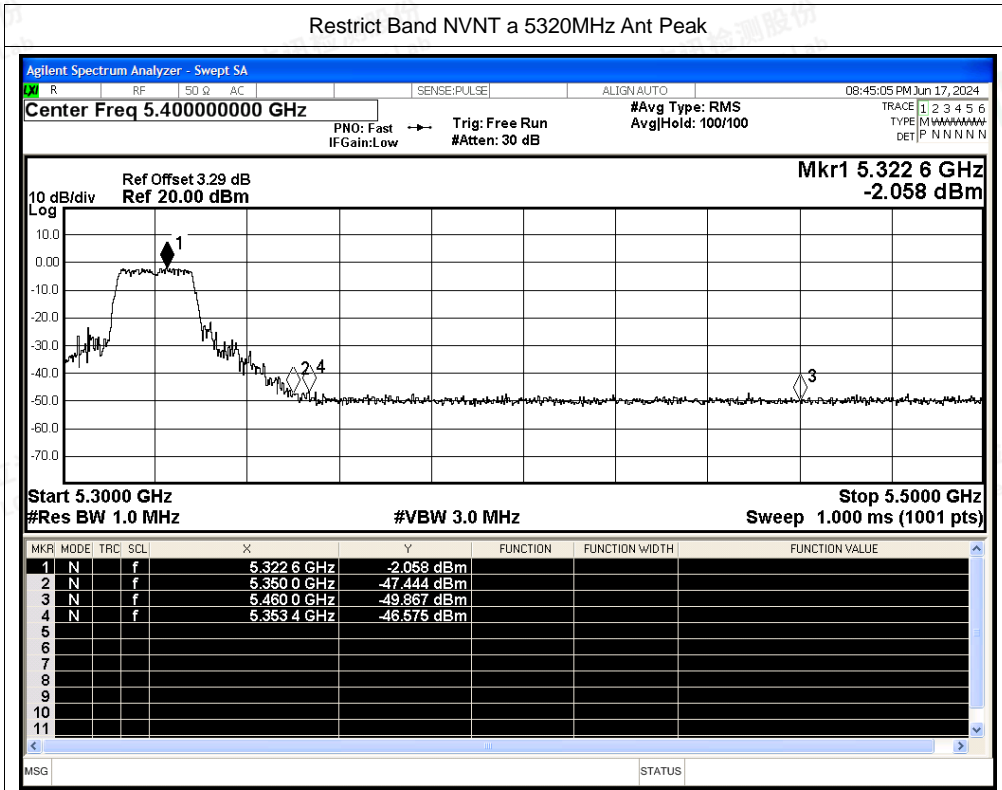 Restrict Band NVNT a 5320MHz Ant Peak
Agilent Spectrum Analyzer - Swept SA
LXI R RF 50 Ω AC SENSE:PULSE ALIGN AUTO 08:45:05 PM Jun 17, 2024
Center Freq 5.400000000 GHz #Avg Type: RMS TRACE 1 2 3 4 5 6
PNO: Fast Trig: Free Run Avg|Hold: 100/100 TYPE M WWWWW
IFGain:Low #Atten: 30 dB DET P N N N N N
Mkr1 5.322 6 GHz
Ref Offset 3.29 dB
10 dB/div Ref 20.00 dBm -2.058 dBm
Log
10.0
1
0.00
-10.0
-20.0
-30.0
-40.0
2 4 3
-50.0
-60.0
-70.0
Start 5.3000 GHz Stop 5.5000 GHz
#Res BW 1.0 MHz #VBW 3.0 MHz Sweep 1.000 ms (1001 pts)
MKR MODE TRC SCL X Y FUNCTION FUNCTION WIDTH FUNCTION VALUE
1 N f 5.322 6 GHz -2.058 dBm
2 N f 5.350 0 GHz -47.444 dBm
3 N f 5.460 0 GHz -49.867 dBm
4 N f 5.353 4 GHz -46.575 dBm
5
6
7
8
9
10
11
MSG STATUS